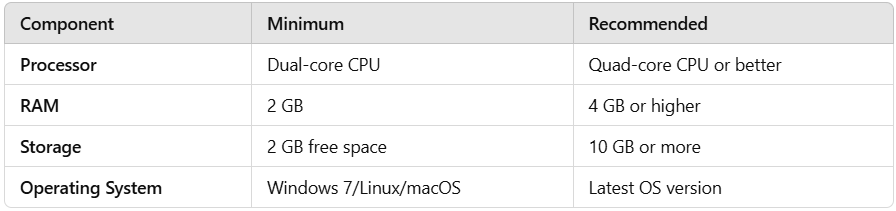 Component Minimum Recommended
Processor Dual-core CPU Quad-core CPU or better
RAM 2 GB 4 GB or higher
Storage 2 GB free space 10 GB or more
Operating System Windows 7/Linux/macOS Latest OS version